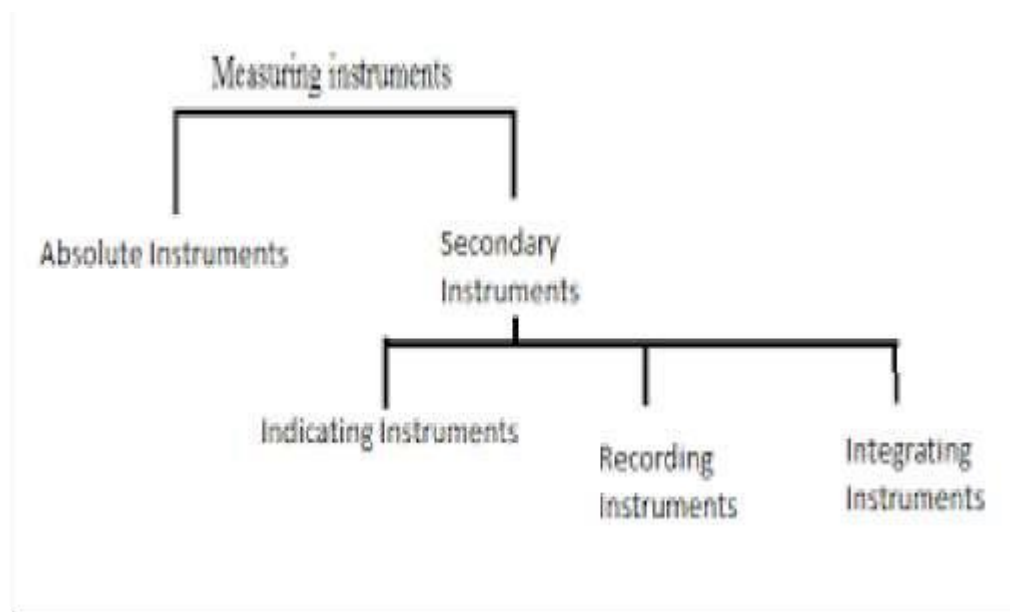 Measuring instruments
Absolute Instruments
Secondary
Instruments
Indicating Instruments
Recording
Instruments
Integrating
Instruments